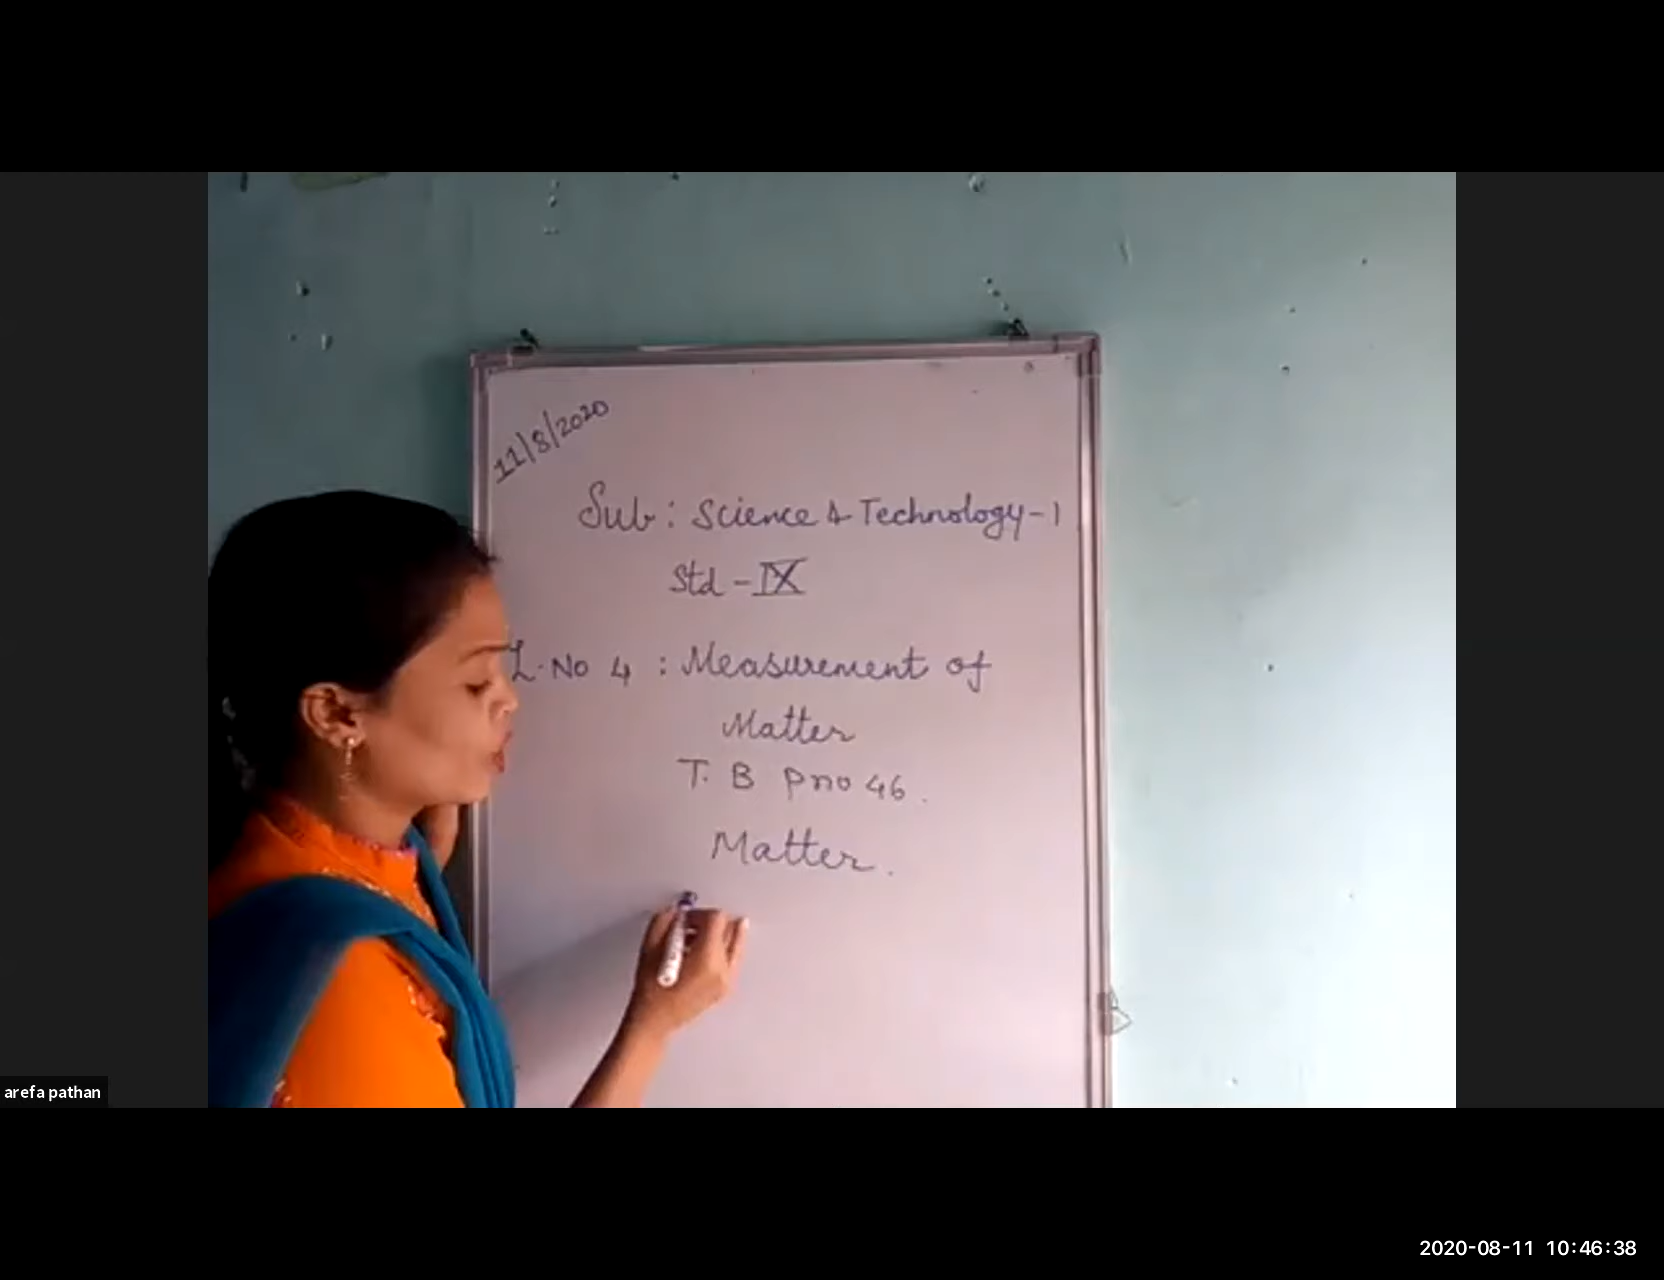 11/8/2020
Sub : Science & Technology-1
Std - IX
L. No 4 : Measurement of
Matter
T. B Pno 46.
Matter.
arefa pathan
2020-08-11 10:46:38